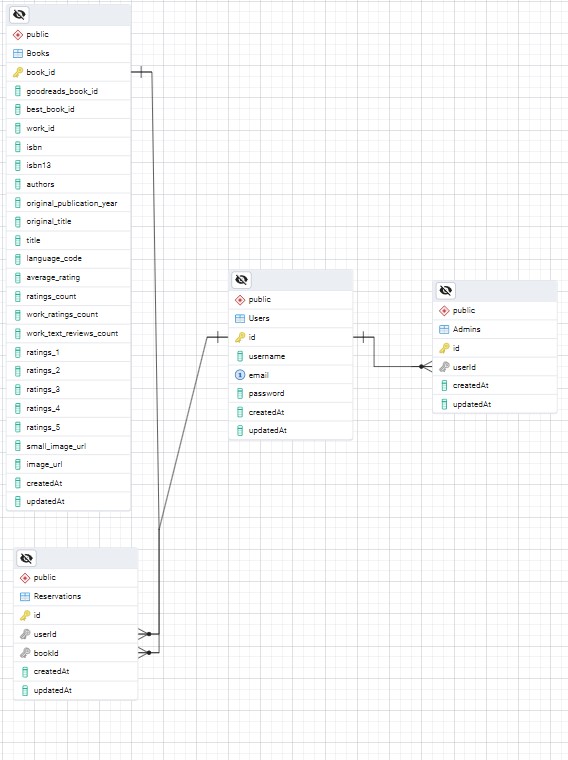 public
Books
book_id
goodreads_book_id
best_book_id
work_id
isbn
isbn13
authors
original_publication_year
original_title
title
language_code
average_rating
ratings_count
work_ratings_count
work_text_reviews_count
ratings_1
ratings_2
ratings_3
ratings_4
ratings_5
small_image_url
image_url
createdAt
updatedAt
public
Users
id
username
email
password
createdAt
updatedAt
public
Admins
id
userId
createdAt
updatedAt
public
Reservations
id
userId
bookId
createdAt
updatedAt